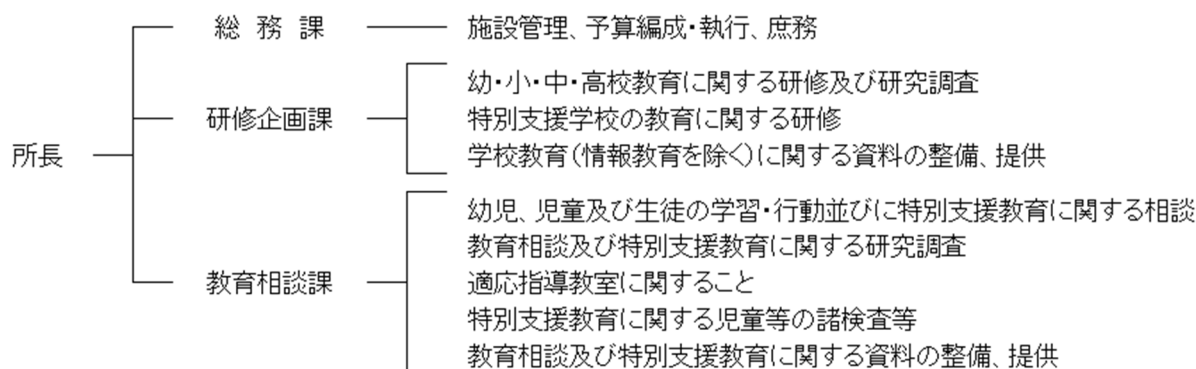 総務課 施設管理、予算編成・執行、庶務
幼・小・中・高校教育に関する研修及び研究調査
研修企画課 特別支援学校の教育に関する研修
所長
学校教育(情報教育を除く)に関する資料の整備、提供
幼児、児童及び生徒の学習・行動並びに特別支援教育に関する相談
教育相談及び特別支援教育に関する研究調査
教育相談課 適応指導教室に関すること
特別支援教育に関する児童等の諸検査等
教育相談及び特別支援教育に関する資料の整備、提供